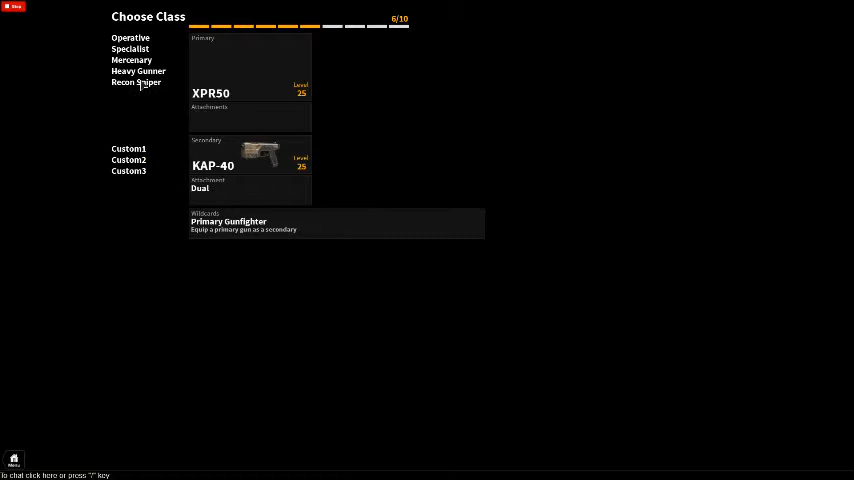 Stop
Choose Class
6/10
Operative
Specialist
Mercenary
Heavy Gunner
Recon Sniper
Custom1
Custom2
Custom3
Primary
XPR50
Level
25
Attachments
Secondary
KAP-40
Level
25
Attachment
Dual
Wildcards
Primary Gunfighter
Equip a primary gun as a secondary
Menu
To chat click here or press "/" key